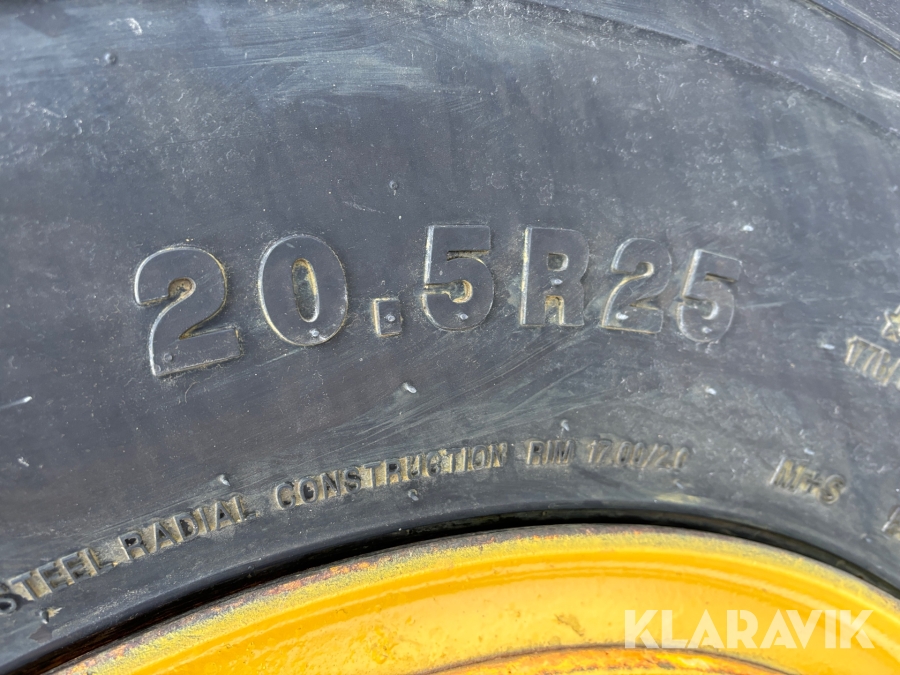 20.5R25
STEEL RADIAL CONSTRUCTION RIM 17.00/2.0
M+S
KLARAVIK